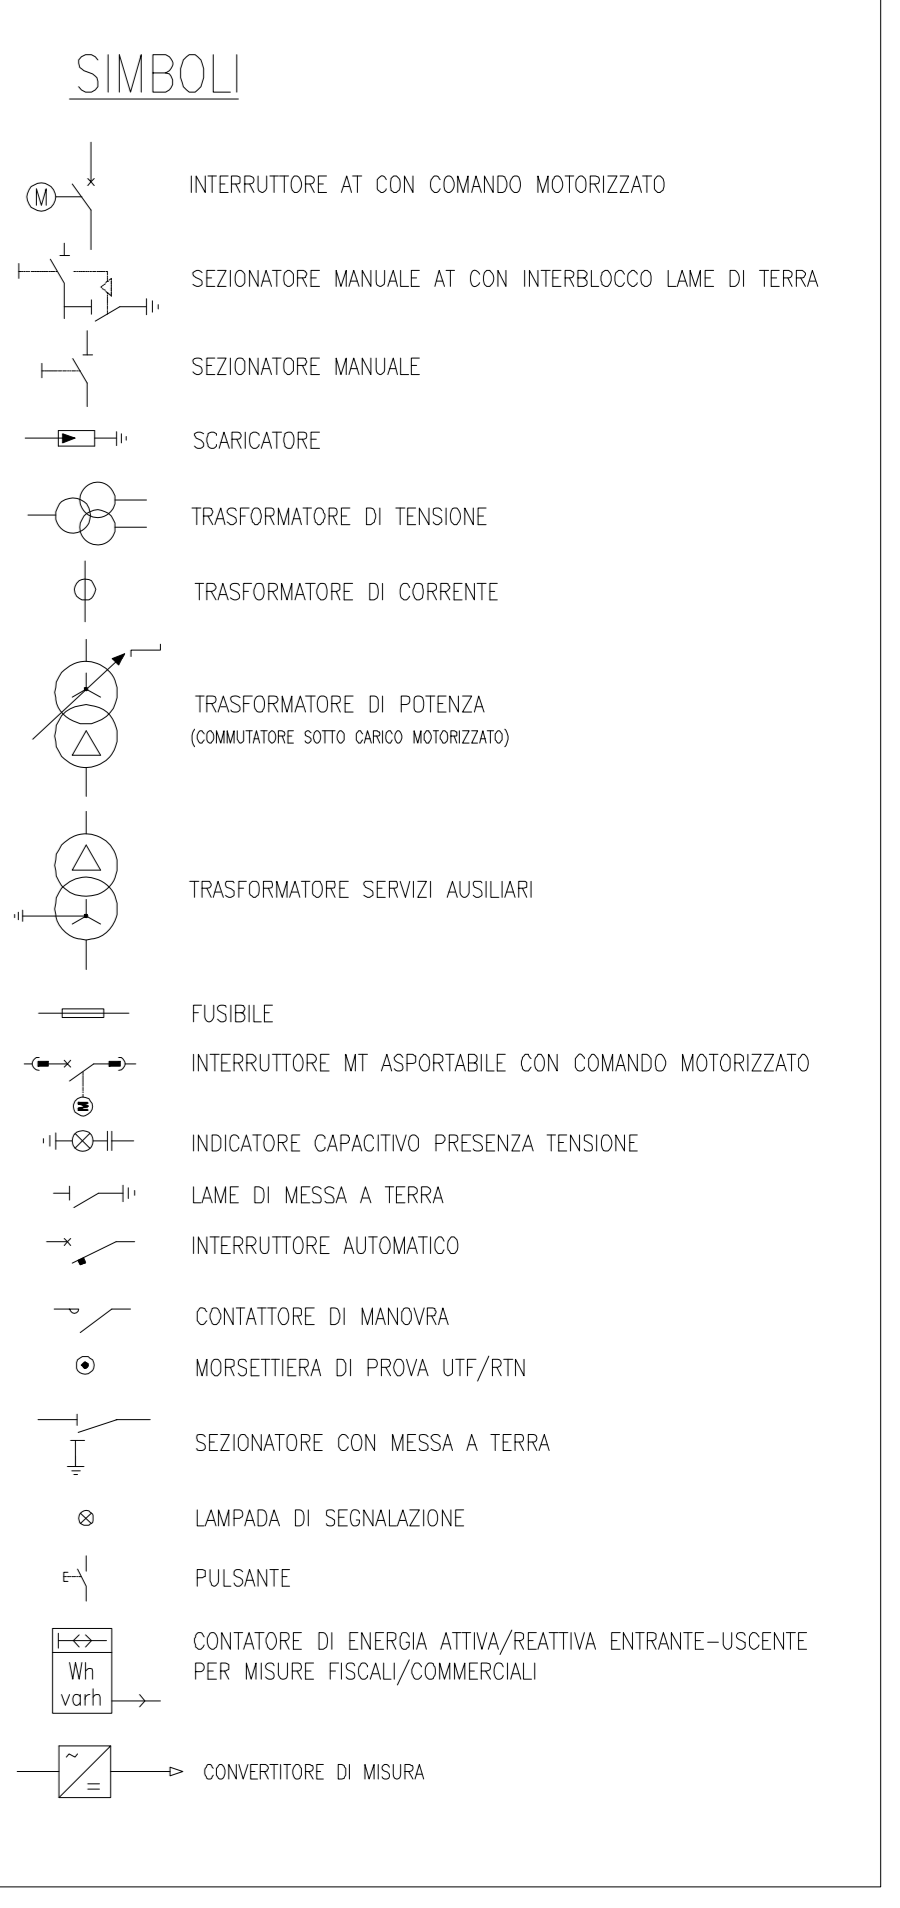 SIMBOLI
M
INTERRUTTORE AT CON COMANDO MOTORIZZATO
SEZIONATORE MANUALE AT CON INTERBLOCCO LAME DI TERRA
SEZIONATORE MANUALE
SCARICATORE
TRASFORMATORE DI TENSIONE
TRASFORMATORE DI CORRENTE
TRASFORMATORE DI POTENZA
(COMMUTATORE SOTTO CARICO MOTORIZZATO)
TRASFORMATORE SERVIZI AUSILIARI
FUSIBILE
INTERRUTTORE MT ASPORTABILE CON COMANDO MOTORIZZATO
M
INDICATORE CAPACITIVO PRESENZA TENSIONE
LAME DI MESSA A TERRA
INTERRUTTORE AUTOMATICO
CONTATTORE DI MANOVRA
MORSETTIERA DI PROVA UTF/RTN
SEZIONATORE CON MESSA A TERRA
LAMPADA DI SEGNALAZIONE
PULSANTE
CONTATORE DI ENERGIA ATTIVA/REATTIVA ENTRANTE-USCENTE
PER MISURE FISCALI/COMMERCIALI
Wh
varh
~
=
CONVERTITORE DI MISURA